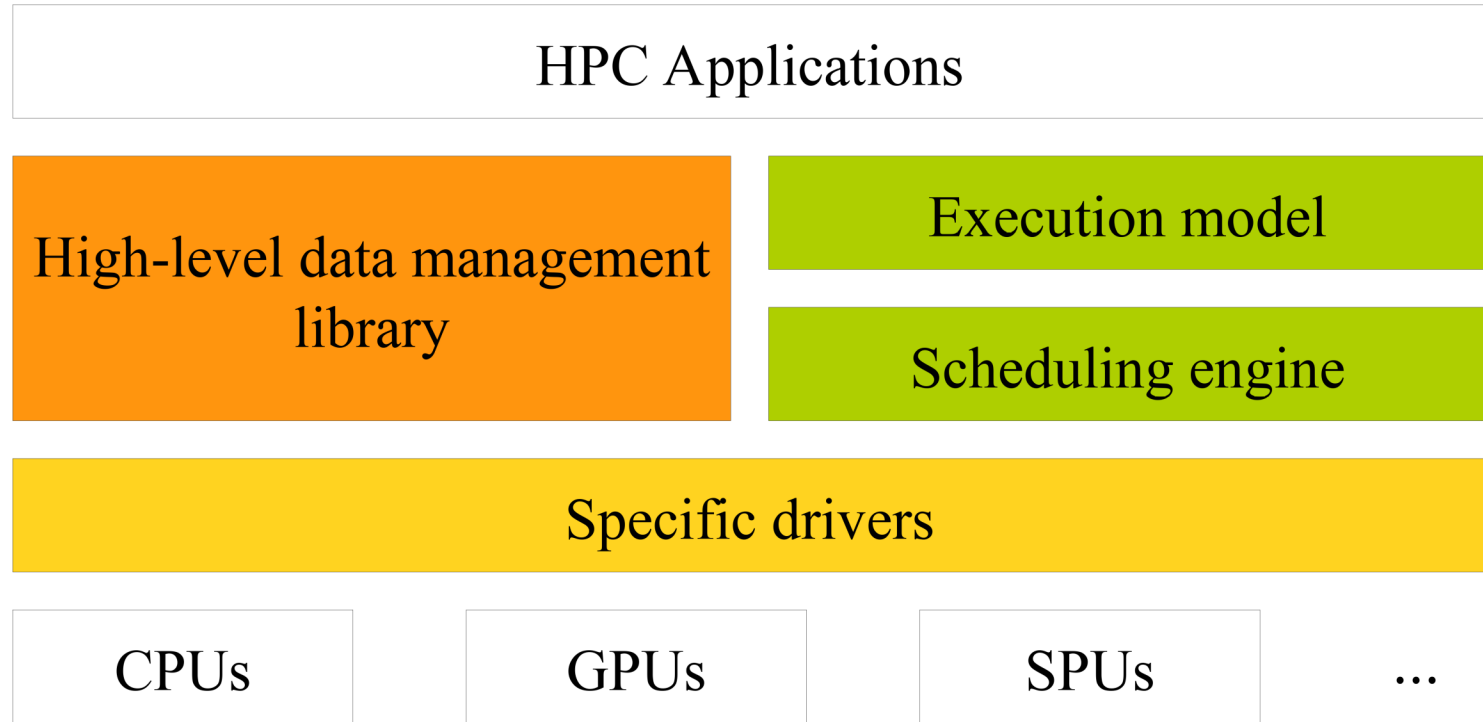 HPC Applications
High-level data management
library
Execution model
Scheduling engine
Specific drivers
CPUs
GPUs
SPUs
...